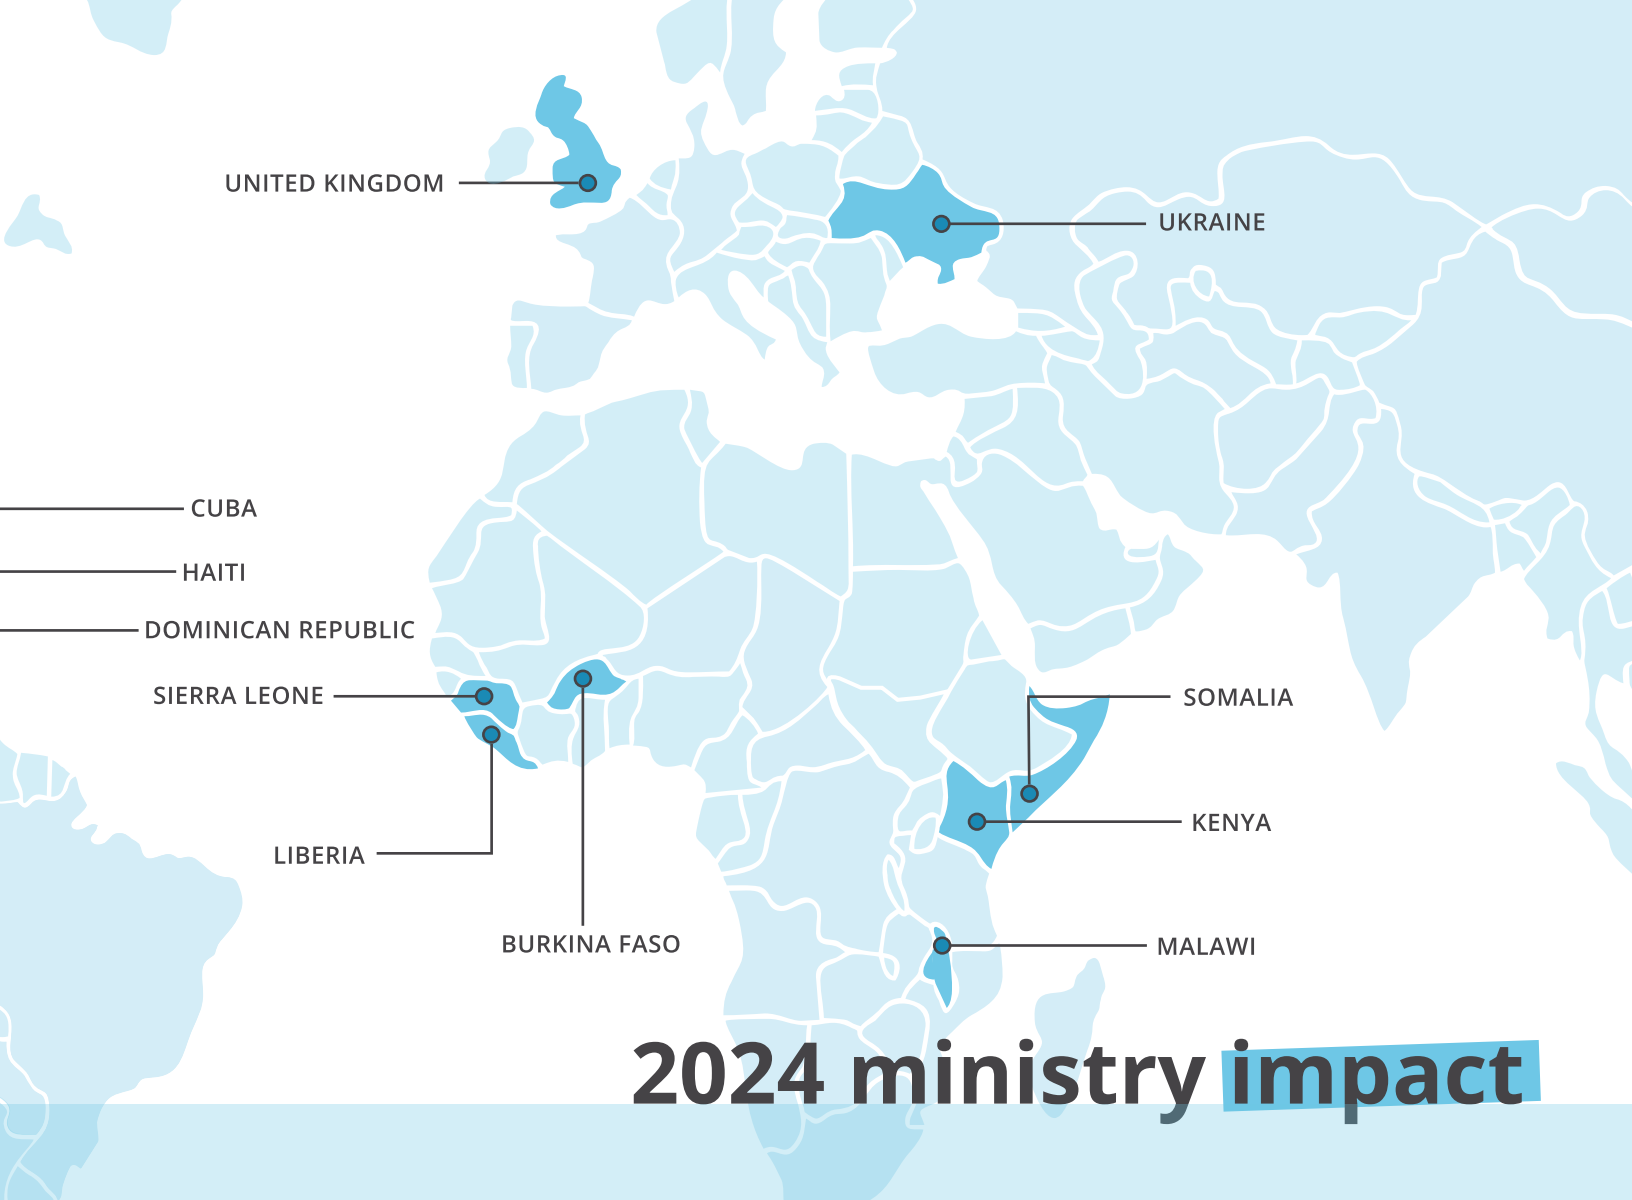 UNITED KINGDOM
UKRAINE
CUBA
HAITI
DOMINICAN REPUBLIC
SIERRA LEONE
SOMALIA
KENYA
LIBERIA
BURKINA FASO
MALAWI
2024 ministry impact